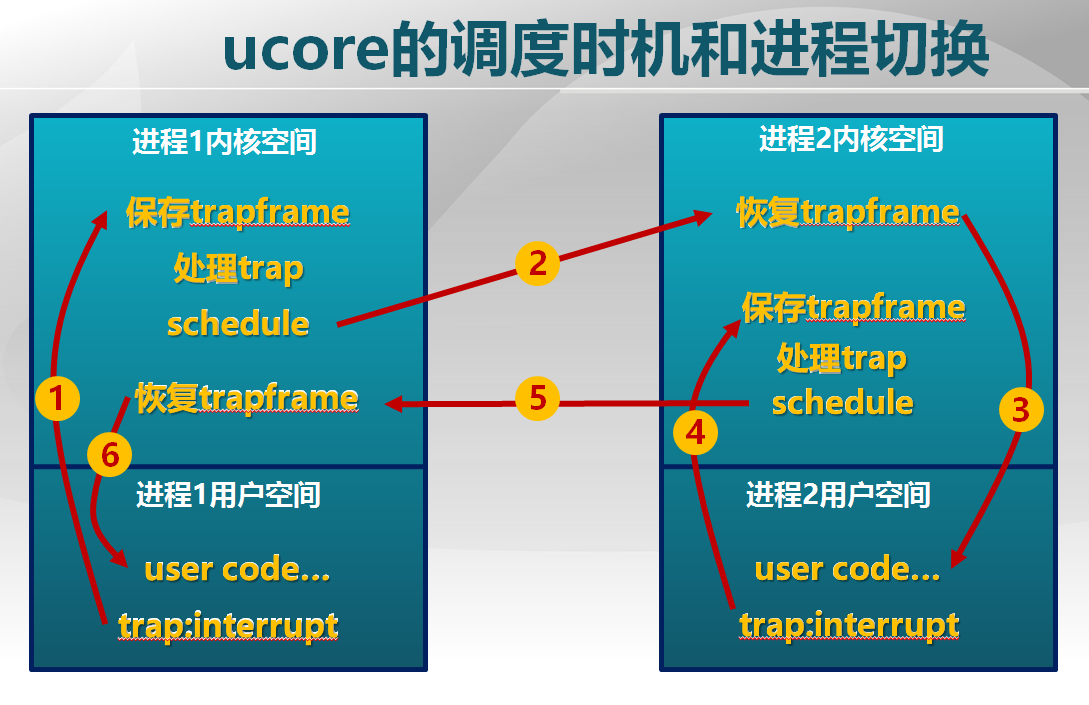 ucore的调度时机和进程切换
进程1内核空间
保存trapframe
处理trap
schedule
恢复trapframe
进程1用户空间
user code...
trap:interrupt
1
6
2
5
进程2内核空间
恢复trapframe
保存trapframe
处理trap
schedule
进程2用户空间
user code...
trap:interrupt
4
3